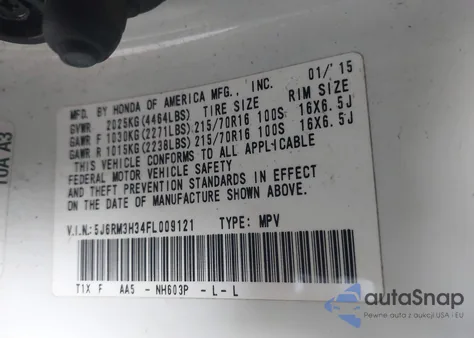 MFD. BY HONDA OF AMERICA MFG., INC. 01/'15
GVWR. 2025KG(4464LBS) TIRE SIZE RIM SIZE
GAWR F 1030KG(2271LBS) 215/70R16 100S 16X6.5J
GAWR R 1015KG(2238LBS) 215/70R16 100S 16X6.5J
THIS VEHICLE CONFORMS TO ALL APPLICABLE
FEDERAL MOTOR VEHICLE SAFETY, BUMPER,
AND THEFT PREVENTION STANDARDS IN EFFECT
ON THE DATE OF MANUFACTURE SHOWN ABOVE.
V.I.N: 5J6RM3H34FL009121 TYPE: MPV
T1X F AA5 - NH603P - L - L
10A A3
autoSnap
Pewne auto z aukcji USA i EU